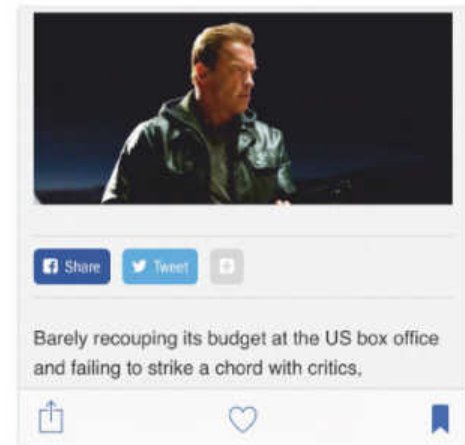 Share
Tweet
Barely recouping its budget at the US box office
and failing to strike a chord with critics,